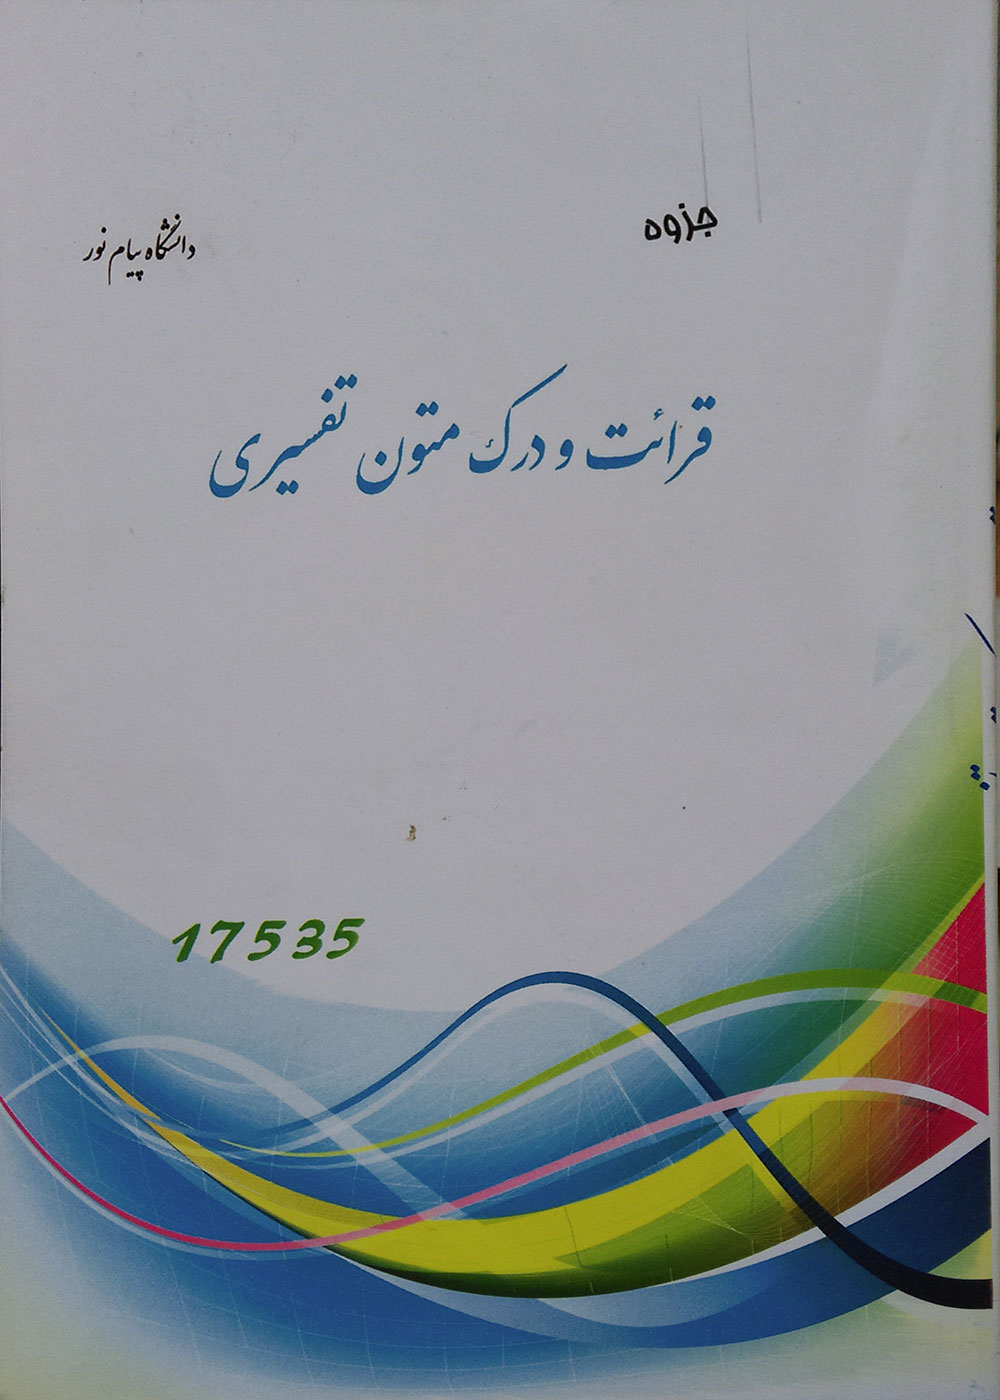 جزوه
دانشگاه پیام نور
قرائت و درک متون تفسیری
17535